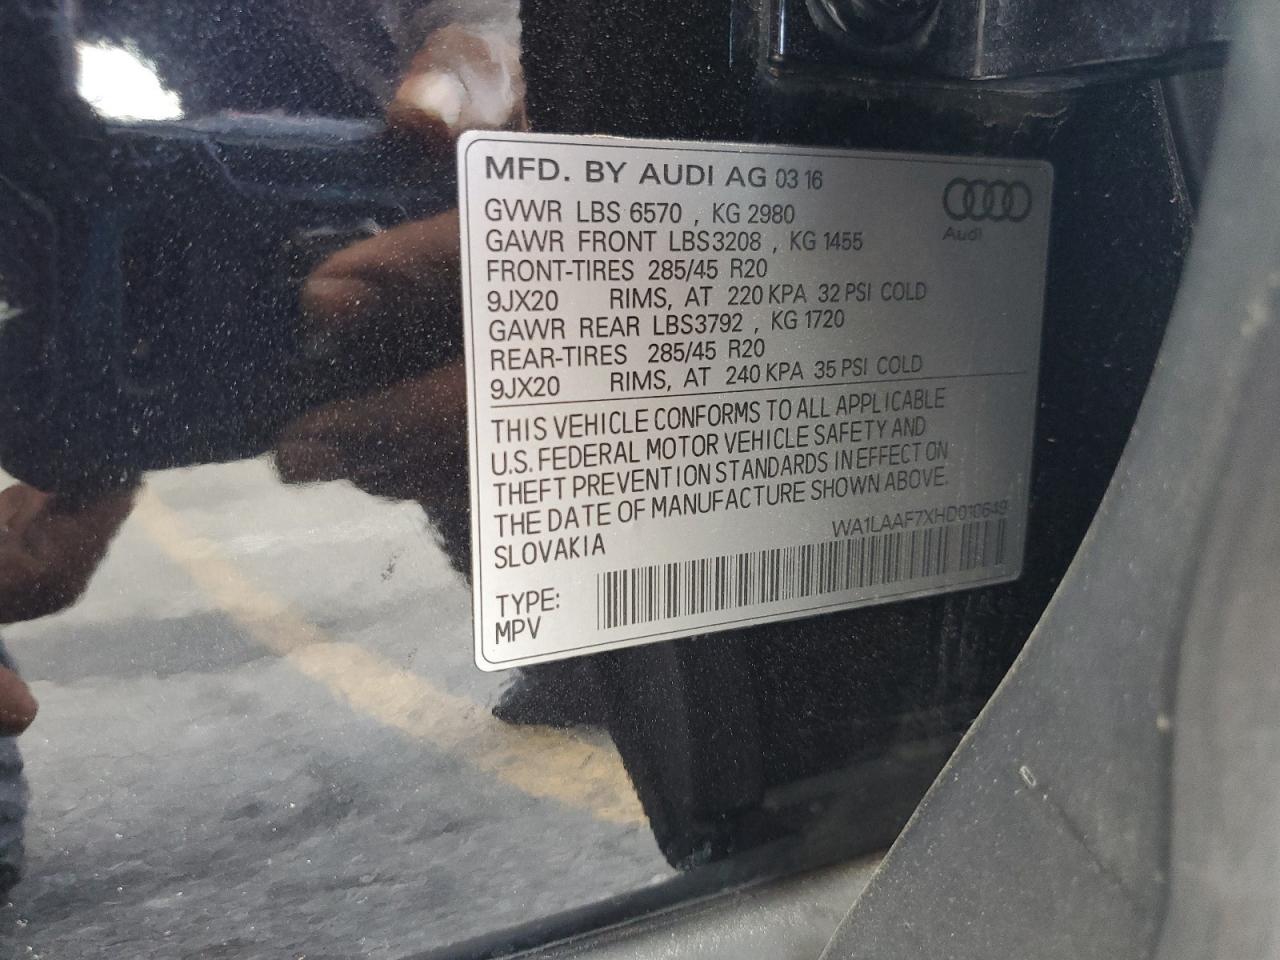 MFD. BY AUDI AG 03 16
Audi
GVWR LBS 6570 , KG 2980
GAWR FRONT LBS3208 , KG 1455
FRONT-TIRES 285/45 R20
9JX20 RIMS, AT 220 KPA 32 PSI COLD
GAWR REAR LBS3792 , KG 1720
REAR-TIRES 285/45 R20
9JX20 RIMS, AT 240 KPA 35 PSI COLD
THIS VEHICLE CONFORMS TO ALL APPLICABLE
U.S. FEDERAL MOTOR VEHICLE SAFETY AND
THEFT PREVENTION STANDARDS IN EFFECT ON
THE DATE OF MANUFACTURE SHOWN ABOVE.
SLOVAKIA
WA1LAAF7XHD010649
TYPE:
MPV